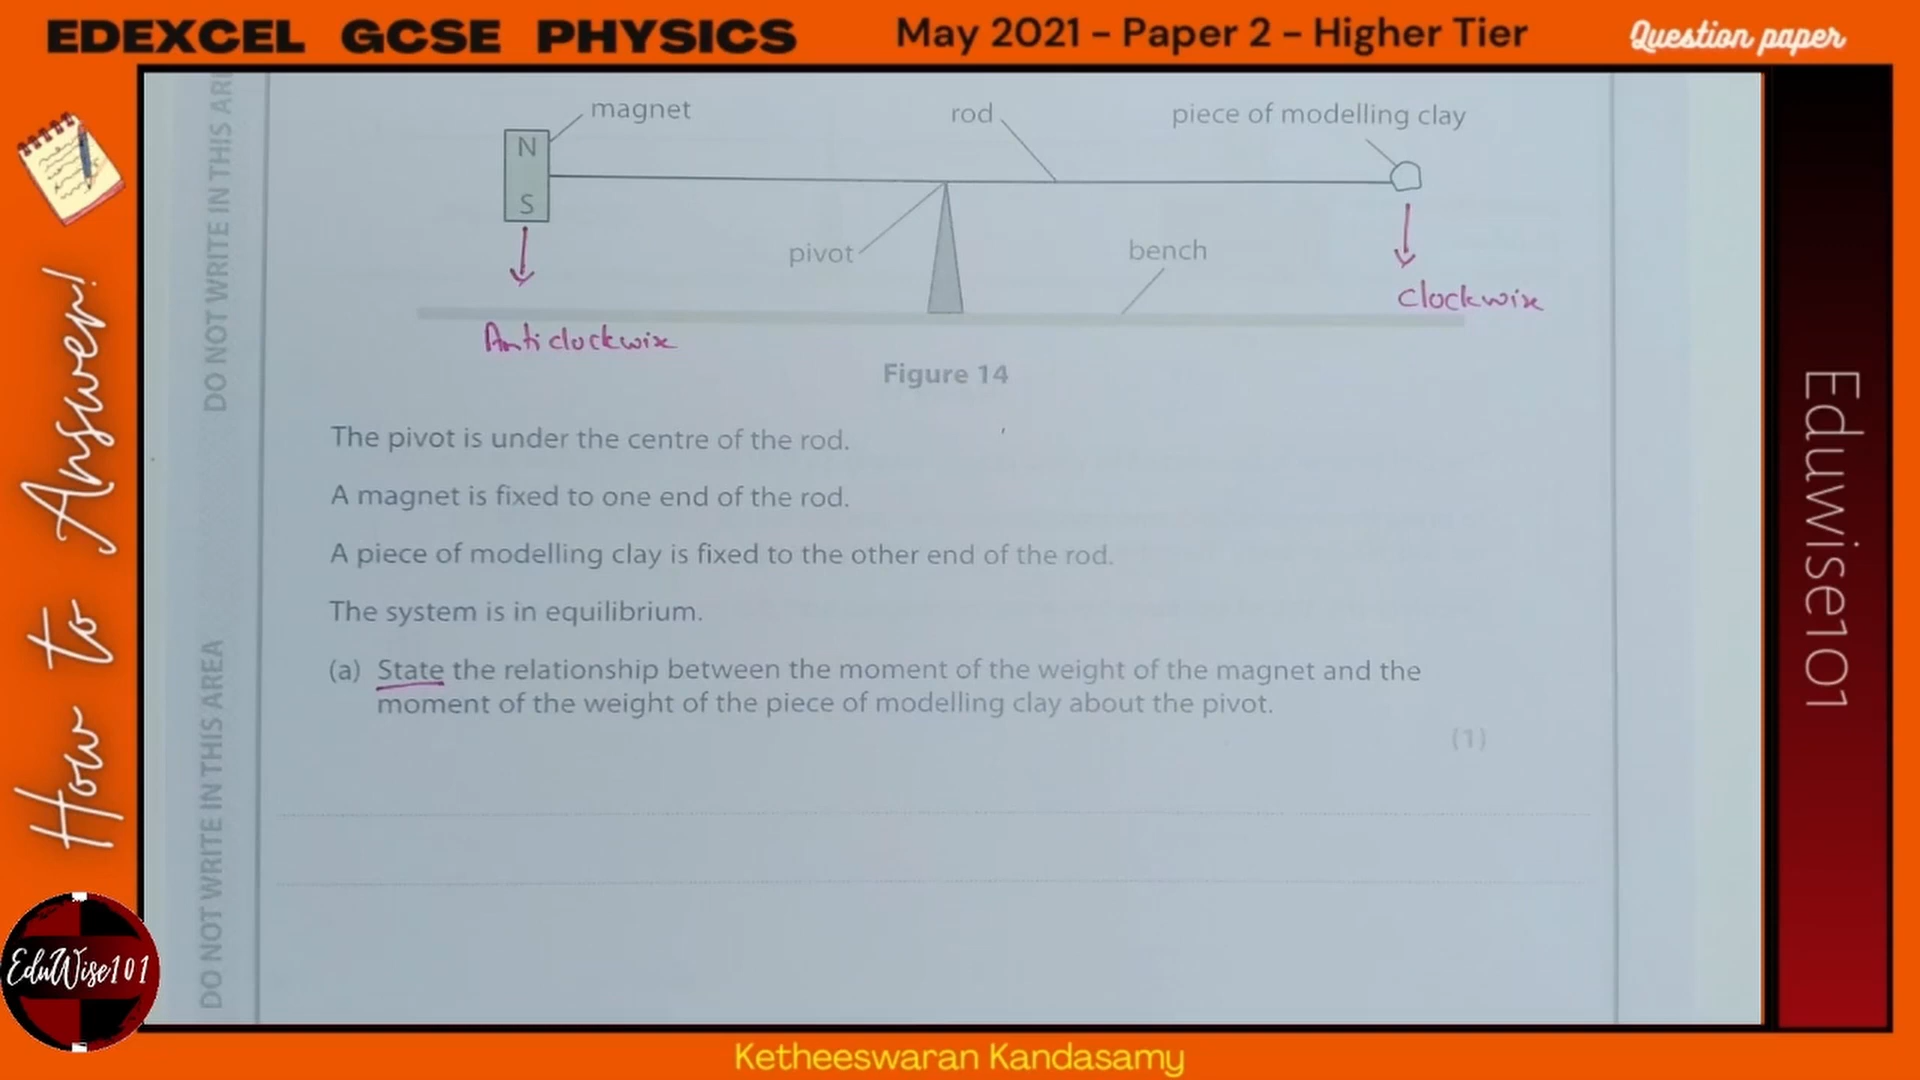 EDEXCEL GCSE PHYSICS
May 2021 - Paper 2 - Higher Tier
Question paper
How to Answer!
EduWise101
Eduwise101
DO NOT WRITE IN THIS AR
DO NOT WRITE IN THIS AREA
magnet
rod
piece of modelling clay
N
S
pivot
bench
Anticlockwise
Clockwise
Figure 14
The pivot is under the centre of the rod.
A magnet is fixed to one end of the rod.
A piece of modelling clay is fixed to the other end of the rod.
The system is in equilibrium.
(a) State the relationship between the moment of the weight of the magnet and the
moment of the weight of the piece of modelling clay about the pivot.
(1)
Ketheeswaran Kandasamy